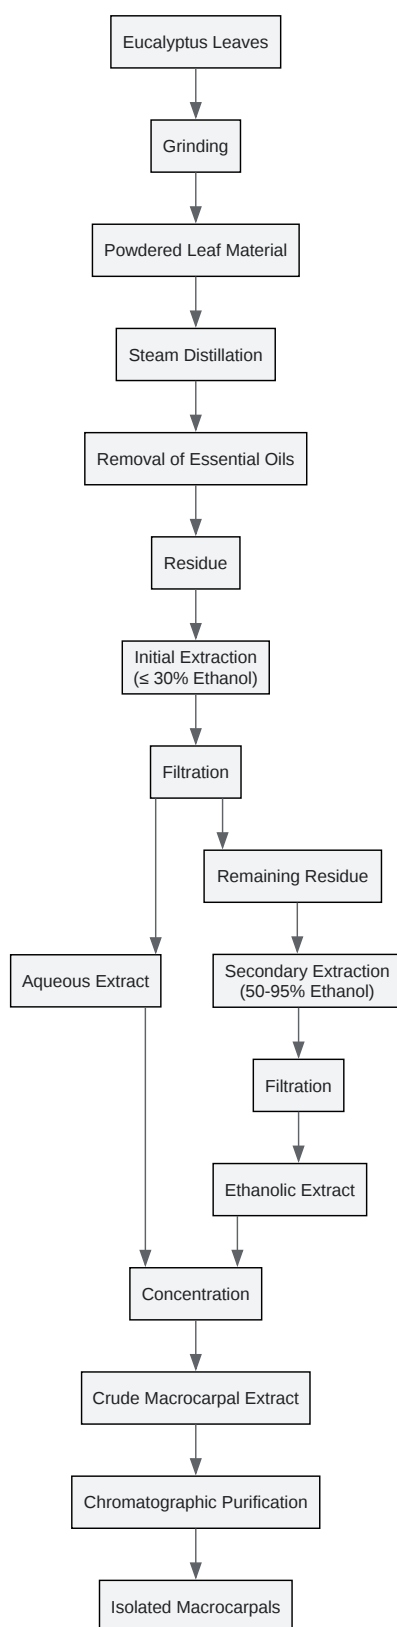 Eucalyptus Leaves
Grinding
Powdered Leaf Material
Steam Distillation
Removal of Essential Oils
Residue
Initial Extraction
(≤ 30% Ethanol)
Filtration
Remaining Residue
Aqueous Extract
Secondary Extraction
(50-95% Ethanol)
Filtration
Ethanolic Extract
Concentration
Crude Macrocarpal Extract
Chromatographic Purification
Isolated Macrocarpals